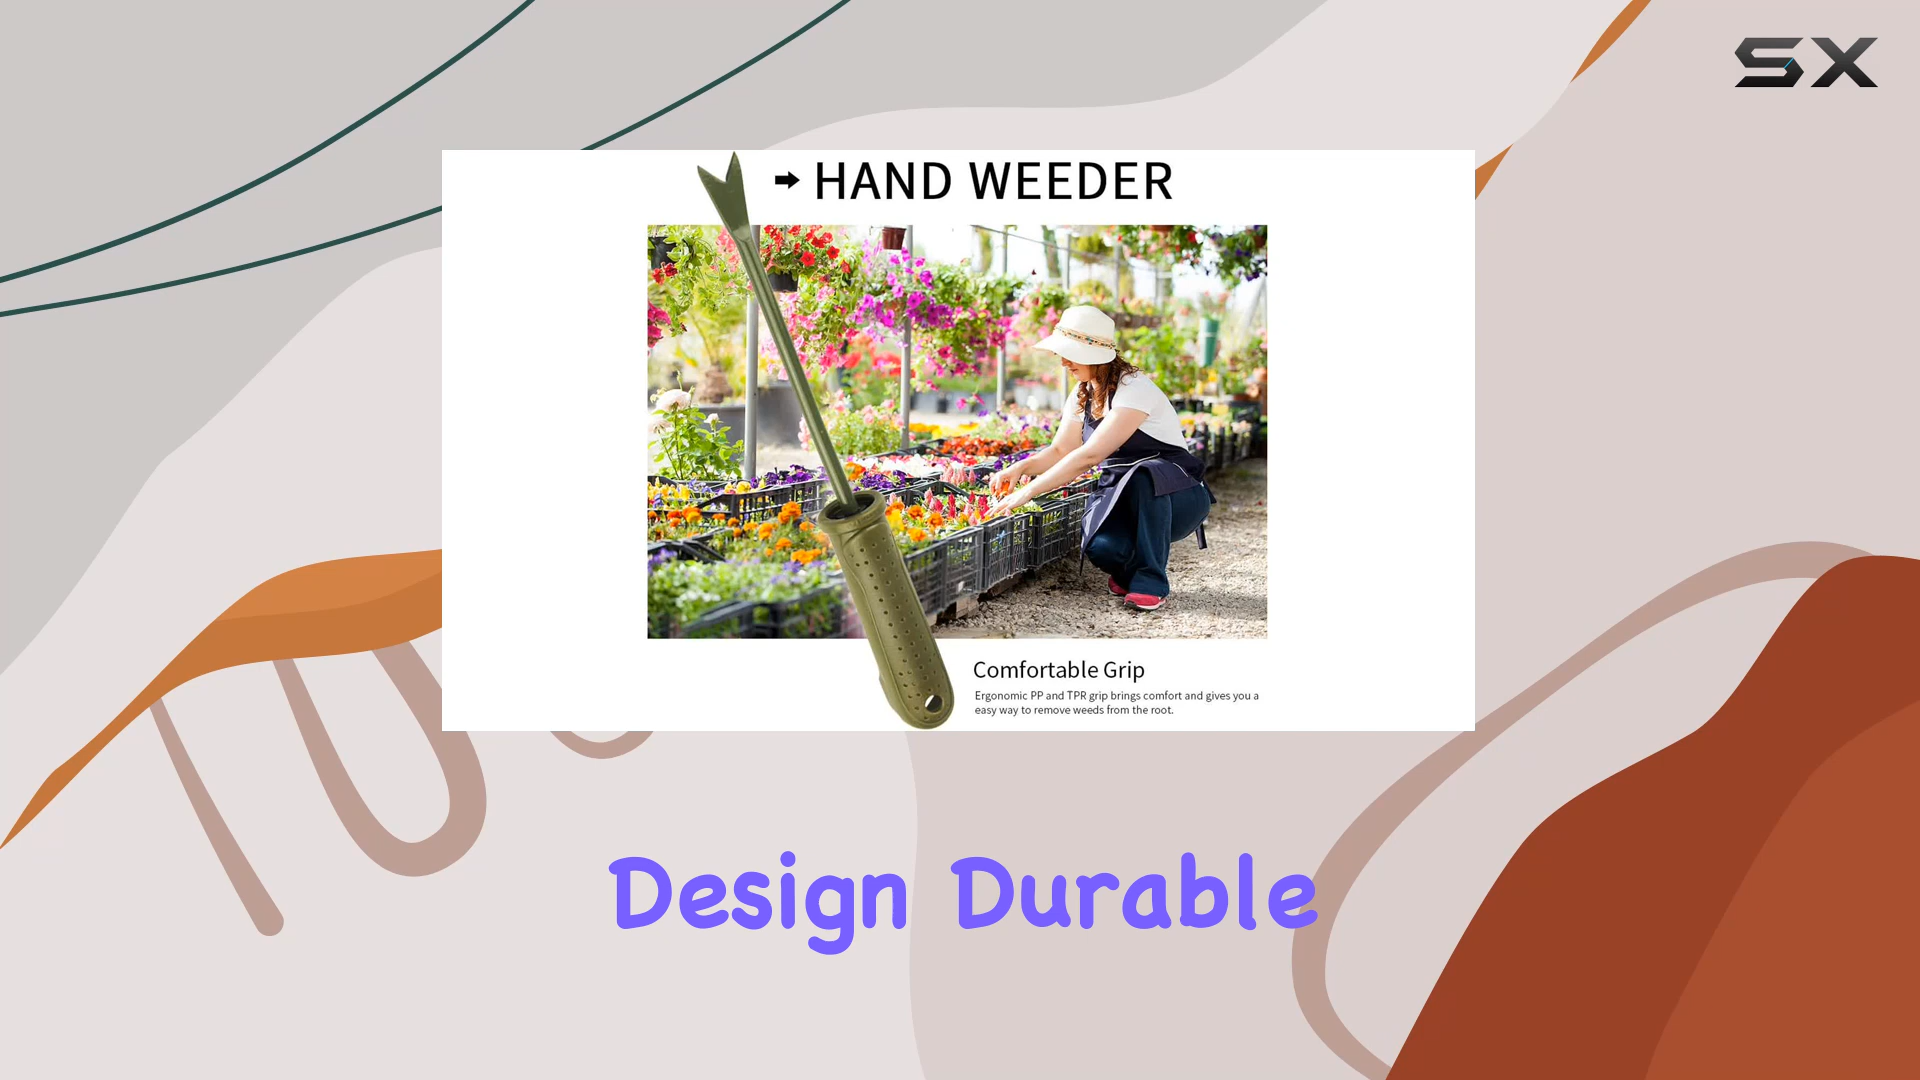 SX
HAND WEEDER
Comfortable Grip
Ergonomic PP and TPR grip brings comfort and gives you a
easy way to remove weeds from the root.
Design Durable